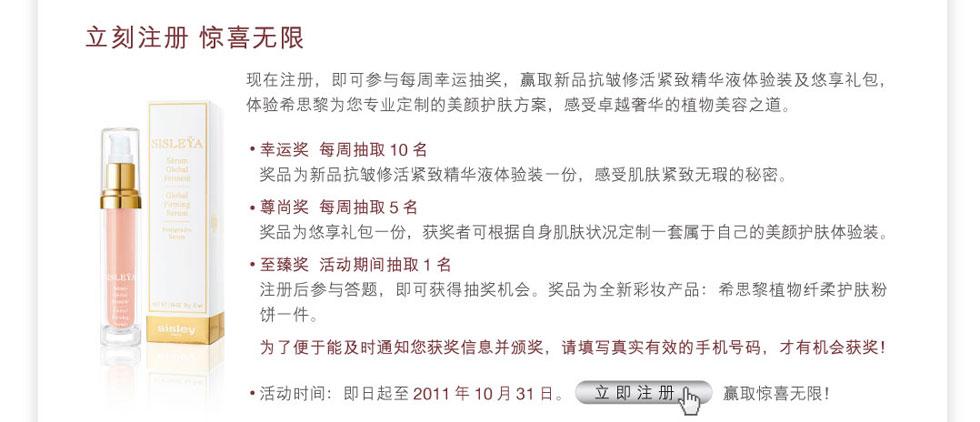 立刻注册 惊喜无限
现在注册，即可参与每周幸运抽奖，赢取新品抗皱修活紧致精华液体验装及悠享礼包，
体验希思黎为您专业定制的美颜护肤方案，感受卓越奢华的植物美容之道。
• 幸运奖 每周抽取 10 名
奖品为新品抗皱修活紧致精华液体验装一份，感受肌肤紧致无瑕的秘密。
• 尊尚奖 每周抽取 5 名
奖品为悠享礼包一份，获奖者可根据自身肌肤状况定制一套属于自己的美颜护肤体验装。
• 至臻奖 活动期间抽取 1 名
注册后参与答题，即可获得抽奖机会。奖品为全新彩妆产品：希思黎植物纤柔护肤粉
饼一件。
为了便于能及时通知您获奖信息并颁奖，请填写真实有效的手机号码，才有机会获奖！
• 活动时间：即日起至 2011 年 10 月 31 日。 立即注册 赢取惊喜无限！
SISLEŸA
Sérum
Global
Fermeté
Global
Firming
Serum
SISLEŸA
sisley